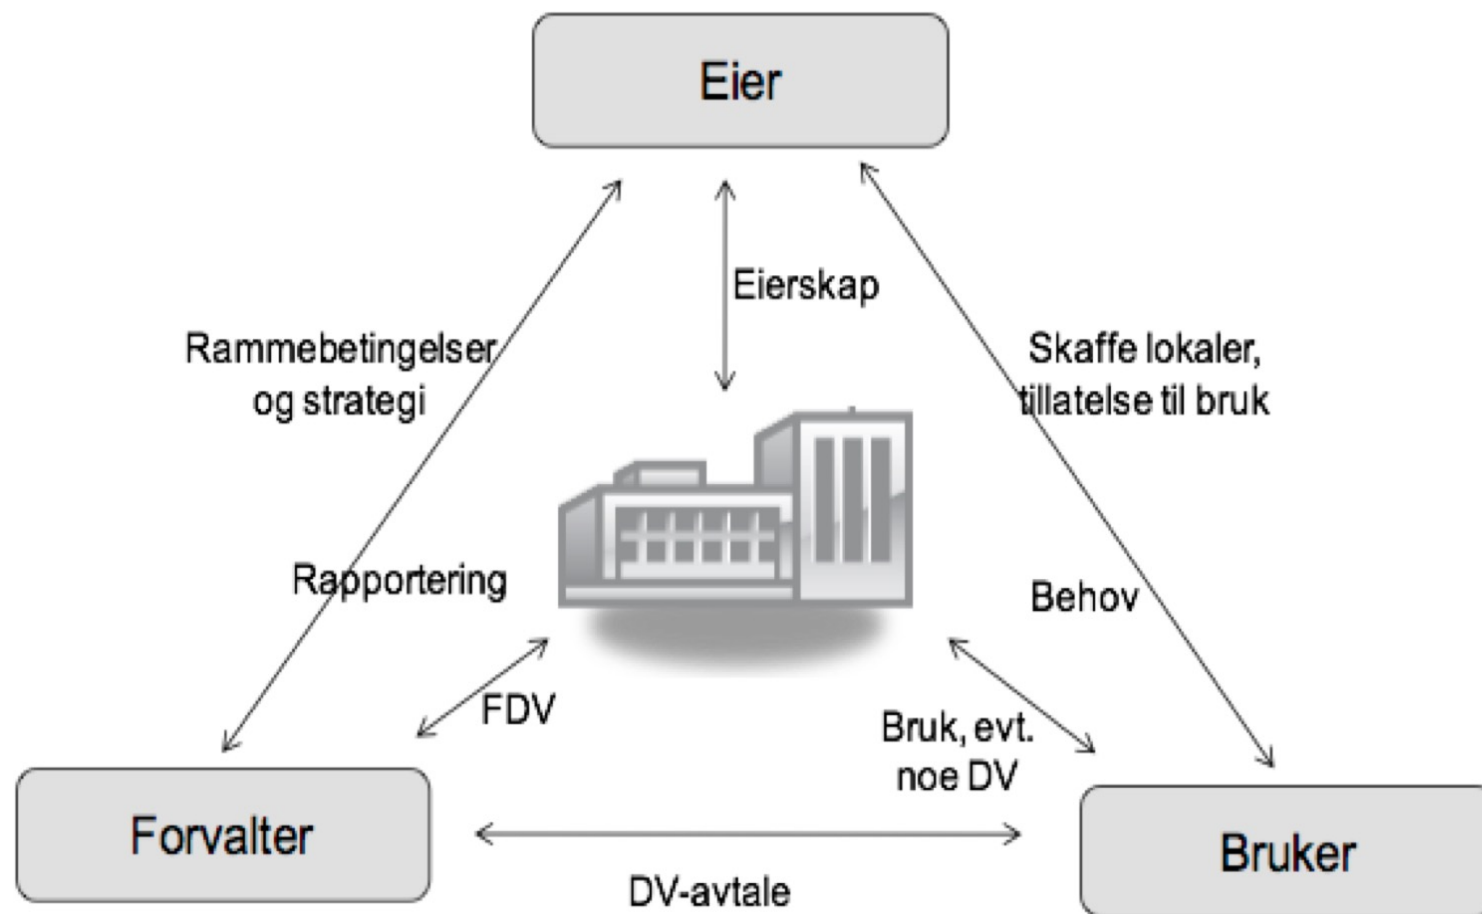 Eier
Eierskap
Rammebetingelser
og strategi
Skaffe lokaler,
tillatelse til bruk
Rapportering
Behov
FDV
Bruk, evt.
noe DV
Forvalter
Bruker
DV-avtale